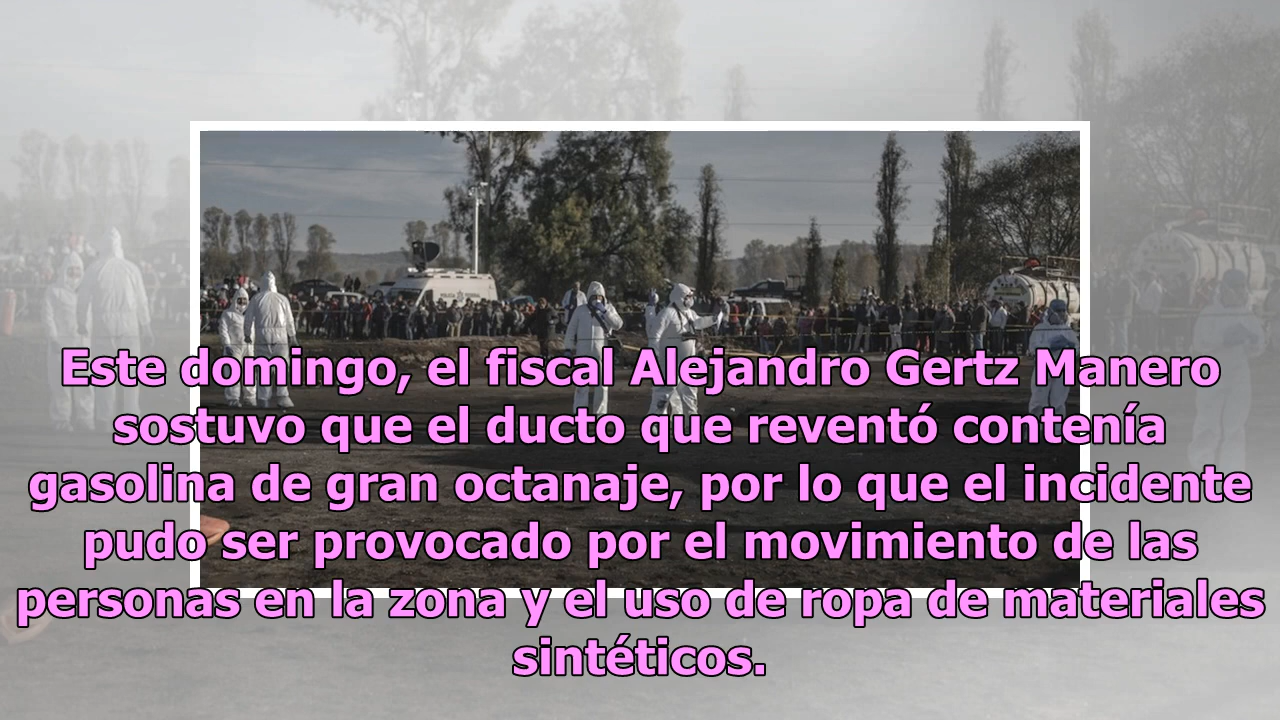 Este domingo, el fiscal Alejandro Gertz Manero
sostuvo que el ducto que reventó contenía
gasolina de gran octanaje, por lo que el incidente
pudo ser provocado por el movimiento de las
personas en la zona y el uso de ropa de materiales
sintéticos.